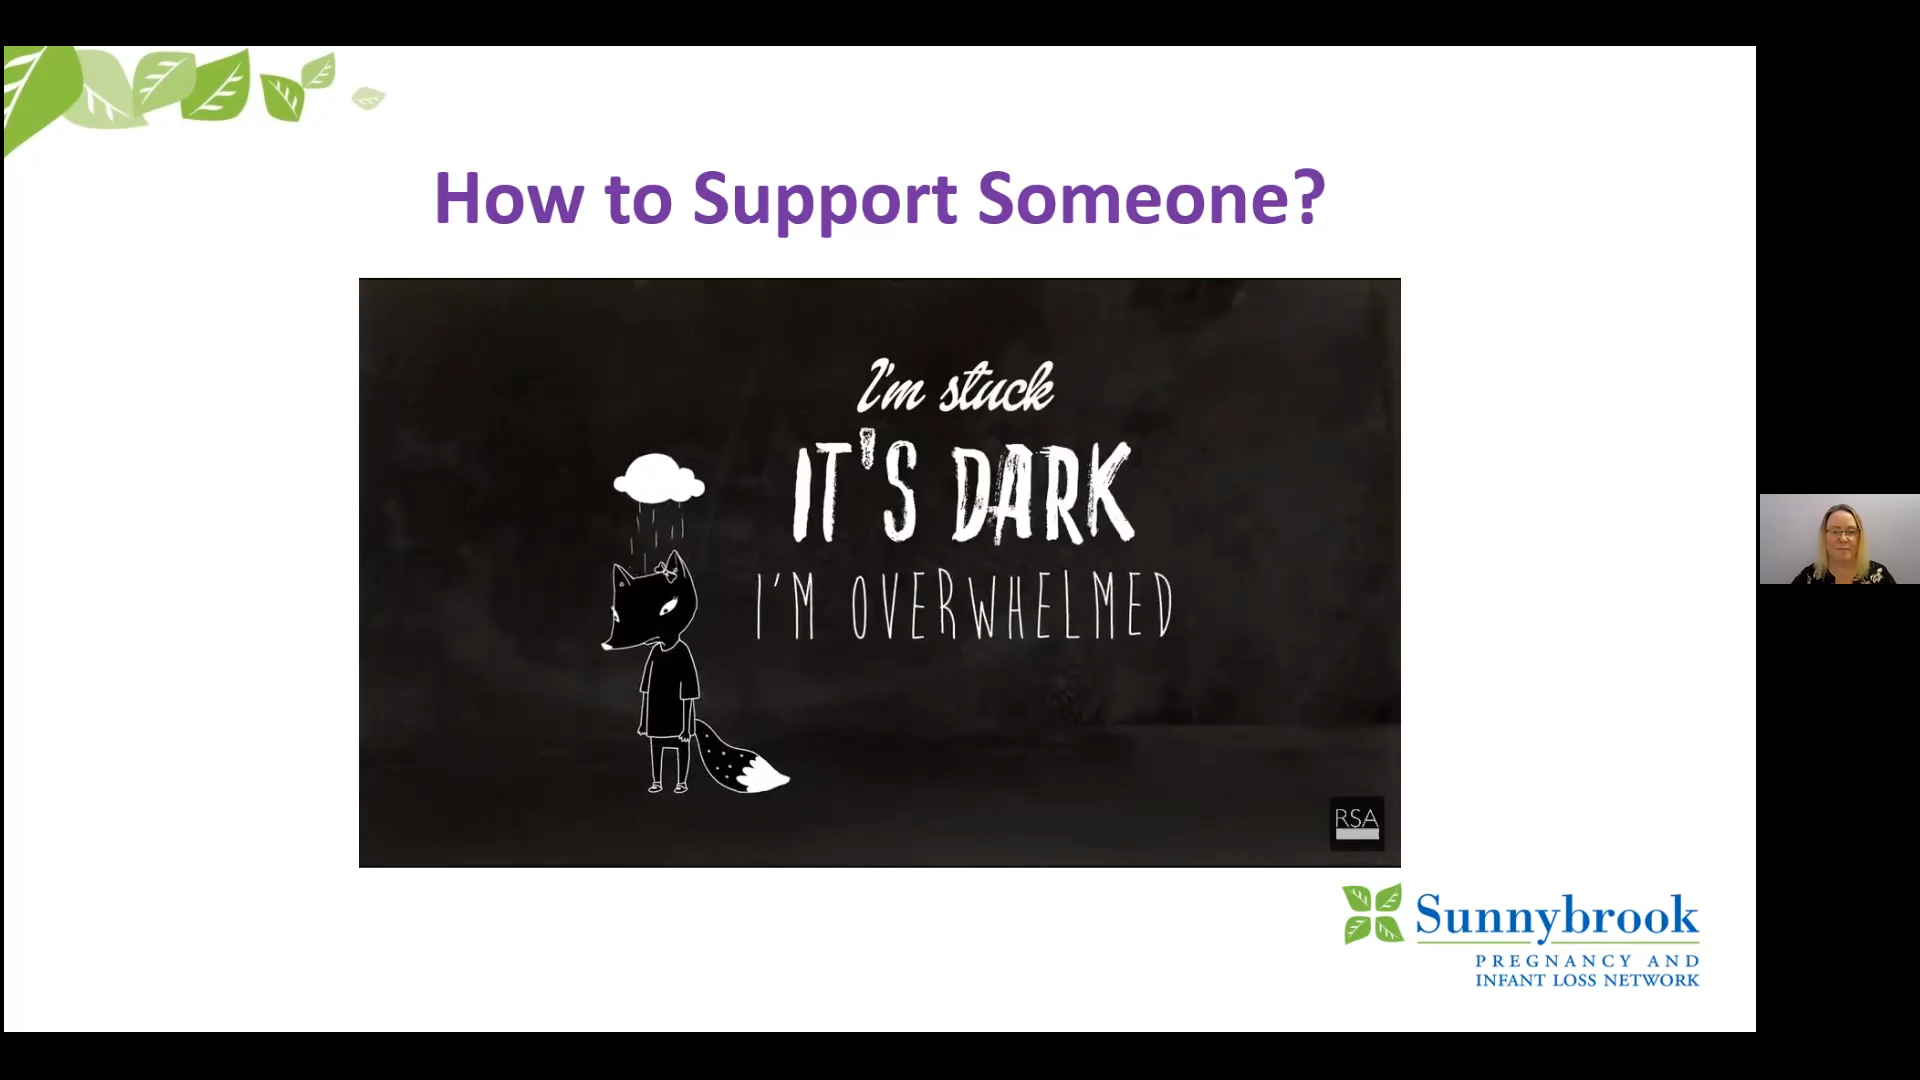 How to Support Someone?
I'm stuck
IT'S DARK
I'M OVERWHELMED
RSA
Sunnybrook
PREGNANCY AND
INFANT LOSS NETWORK